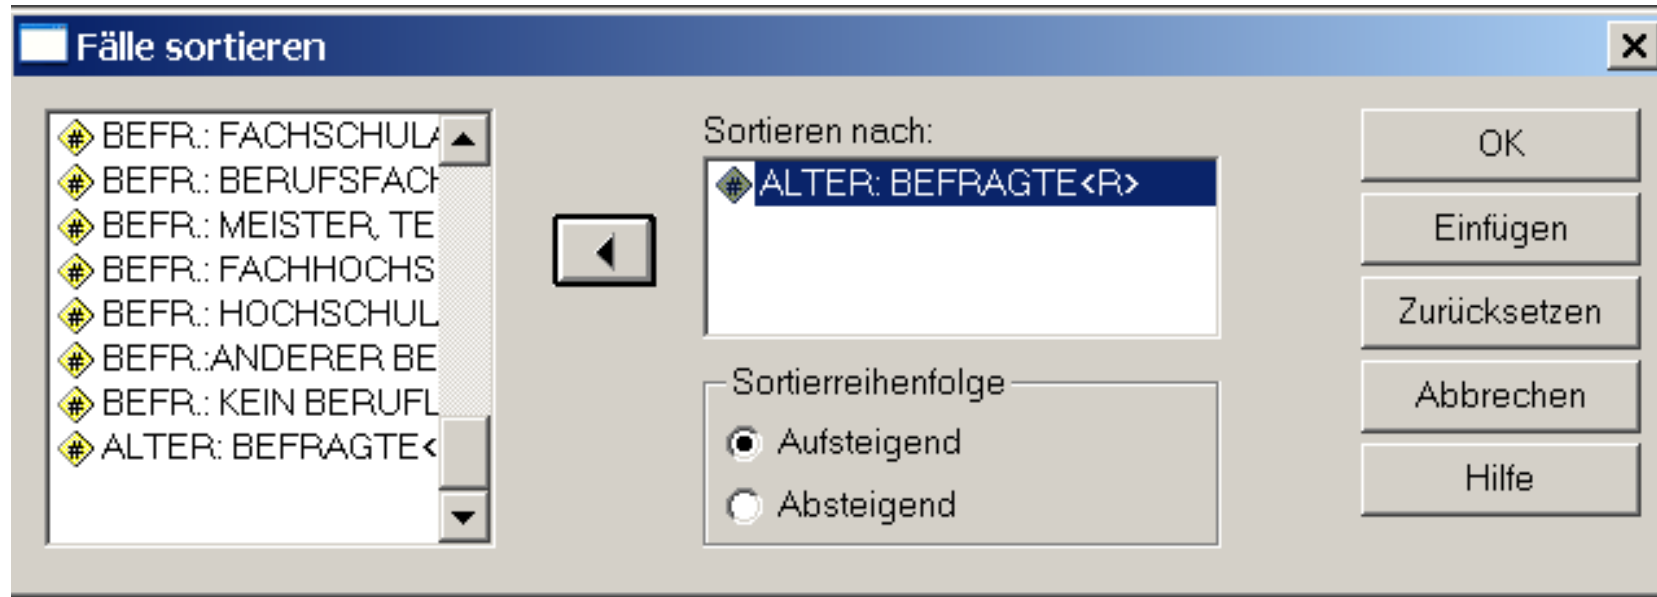 Fälle sortieren
BEFR.: FACHSCHULA
BEFR.: BERUFSFACH
BEFR.: MEISTER, TE
BEFR.: FACHHOCHS
BEFR.: HOCHSCHUL
BEFR.:ANDERER BE
BEFR.: KEIN BERUFL
ALTER: BEFRAGTE<
Sortieren nach:
ALTER: BEFRAGTE<R>
Sortierreihenfolge
Aufsteigend
Absteigend
OK
Einfügen
Zurücksetzen
Abbrechen
Hilfe